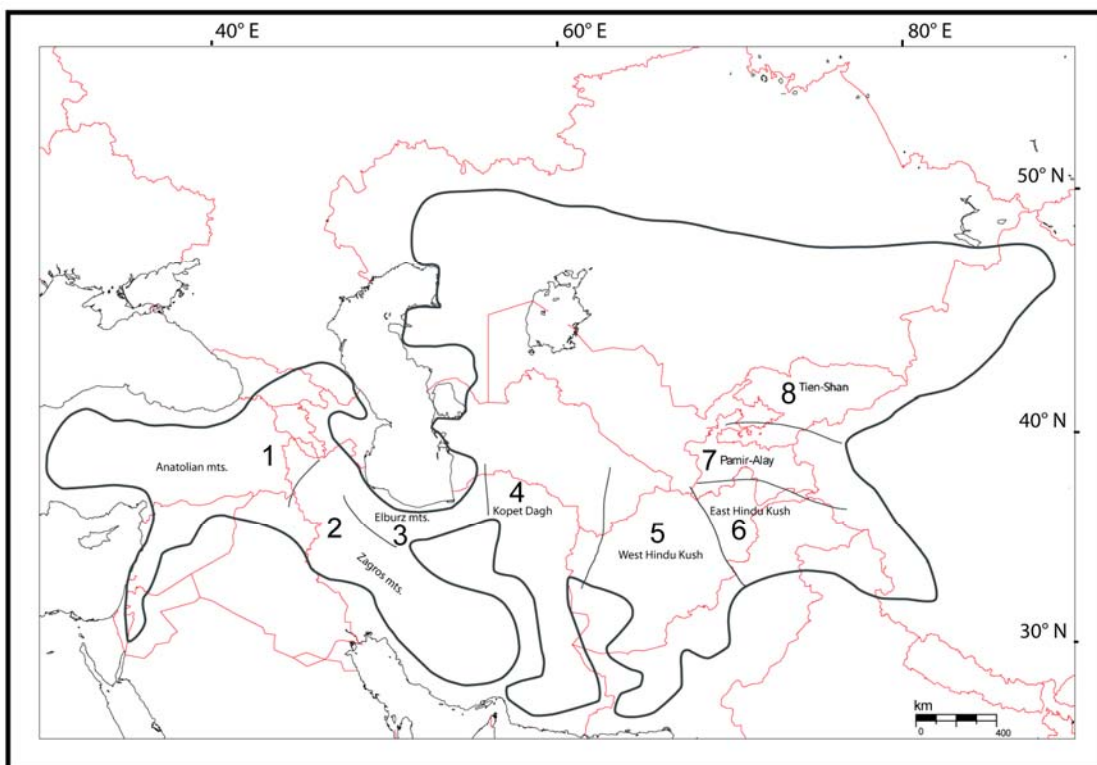 40° E
60° E
80° E
50° N
8 Tien-Shan
40° N
1
Anatolian mts.
7 Pamir-Alay
4
Kopet Dagh
East Hindu Kush
6
Elburz mts.
2
3
5
West Hindu Kush
Zagros mts.
30° N
km
0 400